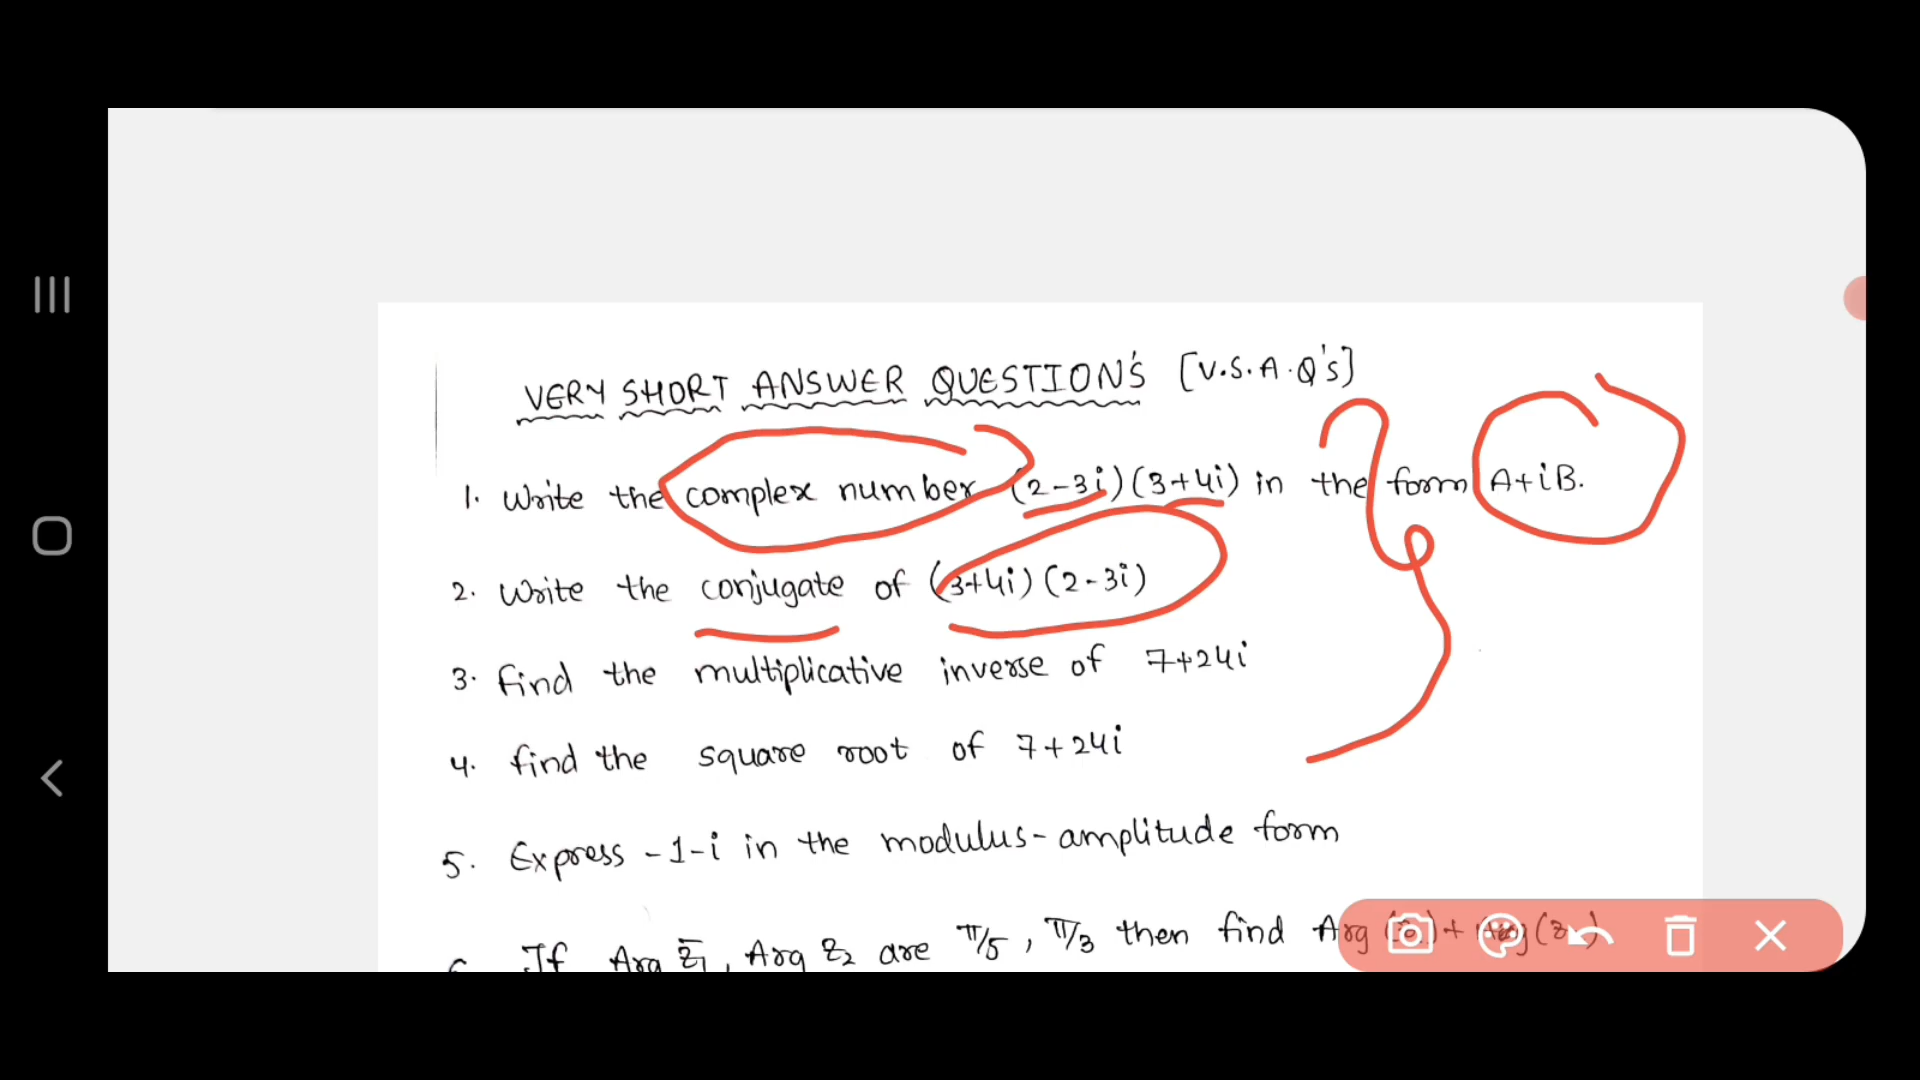 VERY SHORT ANSWER QUESTION'S [V.S.A.Q's]
1. Write the complex number (2-3i)(3+4i) in the form A+iB.
2. Write the conjugate of (3+4i)(2-3i)
3. find the multiplicative inverse of 7+24i
4. find the square root of 7+24i
5. Express -1-i in the modulus-amplitude form
If Arg z̅₁, Arg z₂ are π/5, π/3 then find Arg